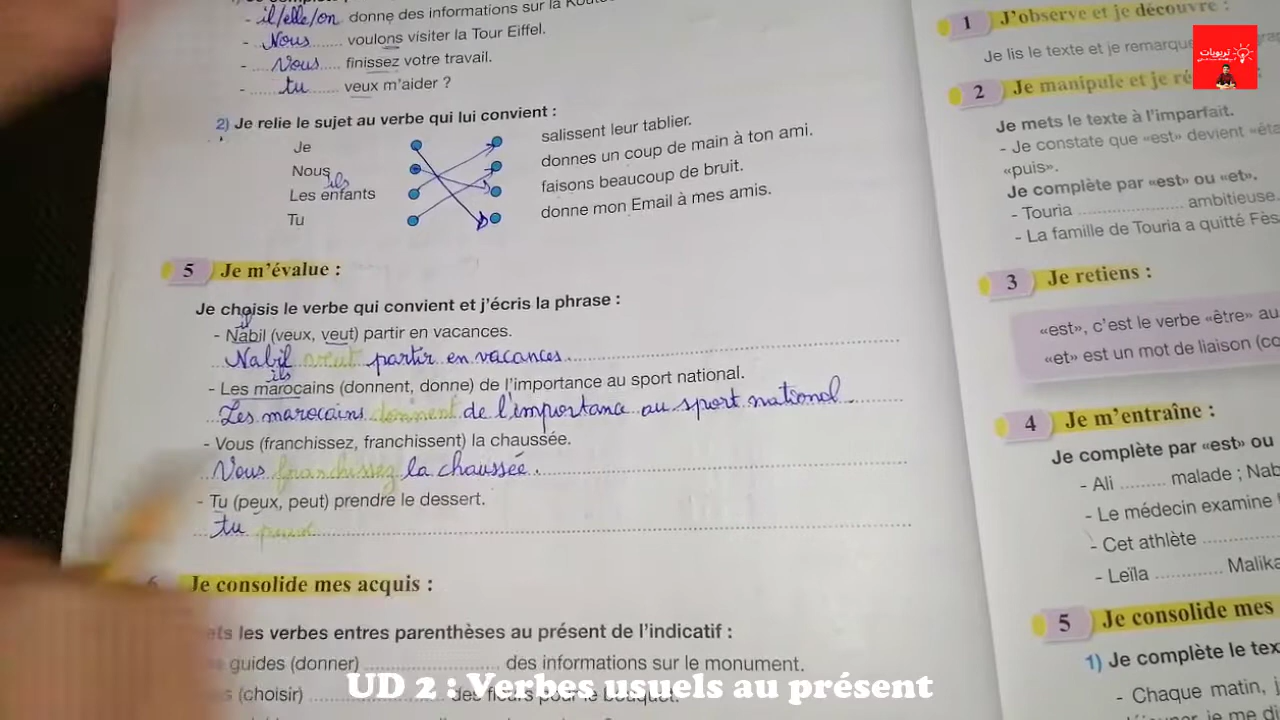 - il/elle/on donne des informations sur la
- Nous voulons visiter la Tour Eiffel.
- Vous finissez votre travail.
- tu veux m'aider ?
2) Je relie le sujet au verbe qui lui convient :
Je
Nous
ils
Les enfants
Tu
salissent leur tablier.
donnes un coup de main à ton ami.
faisons beaucoup de bruit.
donne mon Email à mes amis.
5 Je m'évalue :
Je choisis le verbe qui convient et j'écris la phrase :
il
- Nabil (veux, veut) partir en vacances.
Nabil veut partir en vacances.
ils
- Les marocains (donnent, donne) de l'importance au sport national.
Les marocains donnent de l'importance au sport national.
- Vous (franchissez, franchissent) la chaussée.
Vous franchissez la chaussée.
- Tu (peux, peut) prendre le dessert.
tu peux
6 Je consolide mes acquis :
les verbes entres parenthèses au présent de l'indicatif :
guides (donner) ........ des informations sur le monument.
(choisir) ........ des fleurs pour le bouquet.
1 J'observe et je découvre :
Je lis le texte et je remarque
2 Je manipule et je
Je mets le texte à l'imparfait.
- Je constate que «est» devient
«puis».
Je complète par «est» ou «et».
- Touria ........ ambitieuse.
- La famille de Touria a quitté Fès
3 Je retiens :
«est», c'est le verbe «être» au
«et» est un mot de liaison
4 Je m'entraîne :
Je complète par «est» ou
- Ali ........ malade ;
- Le médecin examine
- Cet athlète ........
- Leïla ........ Malika
5 Je consolide mes
1) Je complète le
- Chaque matin,
je me
تربويات
UD 2 : Verbes usuels au présent